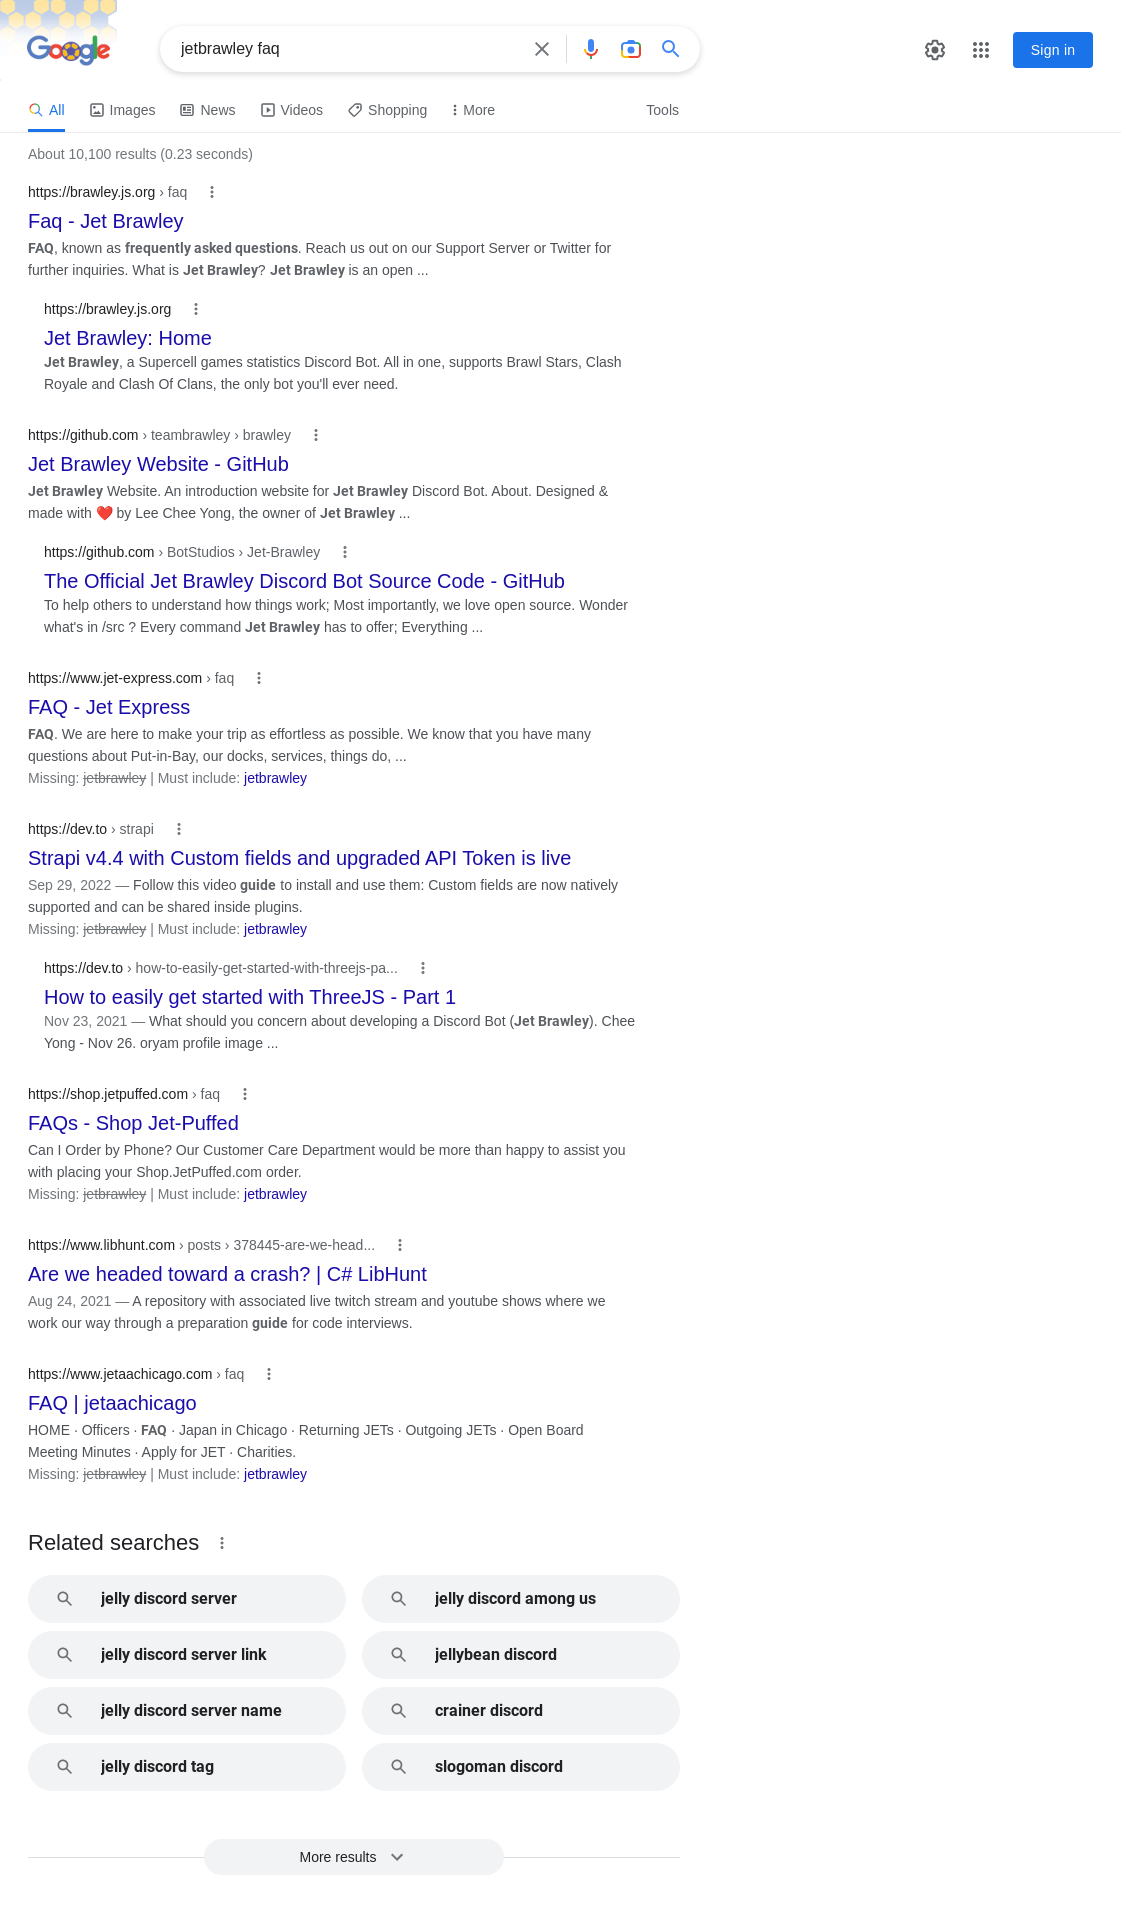 Google
jetbrawley faq
Sign in
All
Images
News
Videos
Shopping
More
Tools
About 10,100 results (0.23 seconds)
https://brawley.js.org › faq
Faq - Jet Brawley
FAQ, known as frequently asked questions. Reach us out on our Support Server or Twitter for
further inquiries. What is Jet Brawley? Jet Brawley is an open ...
https://brawley.js.org
Jet Brawley: Home
Jet Brawley, a Supercell games statistics Discord Bot. All in one, supports Brawl Stars, Clash
Royale and Clash Of Clans, the only bot you'll ever need.
https://github.com › teambrawley › brawley
Jet Brawley Website - GitHub
Jet Brawley Website. An introduction website for Jet Brawley Discord Bot. About. Designed &
made with ❤️ by Lee Chee Yong, the owner of Jet Brawley ...
https://github.com › BotStudios › Jet-Brawley
The Official Jet Brawley Discord Bot Source Code - GitHub
To help others to understand how things work; Most importantly, we love open source. Wonder
what's in /src ? Every command Jet Brawley has to offer; Everything ...
https://www.jet-express.com › faq
FAQ - Jet Express
FAQ. We are here to make your trip as effortless as possible. We know that you have many
questions about Put-in-Bay, our docks, services, things do, ...
Missing: jetbrawley | Must include: jetbrawley
https://dev.to › strapi
Strapi v4.4 with Custom fields and upgraded API Token is live
Sep 29, 2022 — Follow this video guide to install and use them: Custom fields are now natively
supported and can be shared inside plugins.
Missing: jetbrawley | Must include: jetbrawley
https://dev.to › how-to-easily-get-started-with-threejs-pa...
How to easily get started with ThreeJS - Part 1
Nov 23, 2021 — What should you concern about developing a Discord Bot (Jet Brawley). Chee
Yong - Nov 26. oryam profile image ...
https://shop.jetpuffed.com › faq
FAQs - Shop Jet-Puffed
Can I Order by Phone? Our Customer Care Department would be more than happy to assist you
with placing your Shop.JetPuffed.com order.
Missing: jetbrawley | Must include: jetbrawley
https://www.libhunt.com › posts › 378445-are-we-head...
Are we headed toward a crash? | C# LibHunt
Aug 24, 2021 — A repository with associated live twitch stream and youtube shows where we
work our way through a preparation guide for code interviews.
https://www.jetaachicago.com › faq
FAQ | jetaachicago
HOME · Officers · FAQ · Japan in Chicago · Returning JETs · Outgoing JETs · Open Board
Meeting Minutes · Apply for JET · Charities.
Missing: jetbrawley | Must include: jetbrawley
Related searches
jelly discord server
jelly discord among us
jelly discord server link
jellybean discord
jelly discord server name
crainer discord
jelly discord tag
slogoman discord
More results